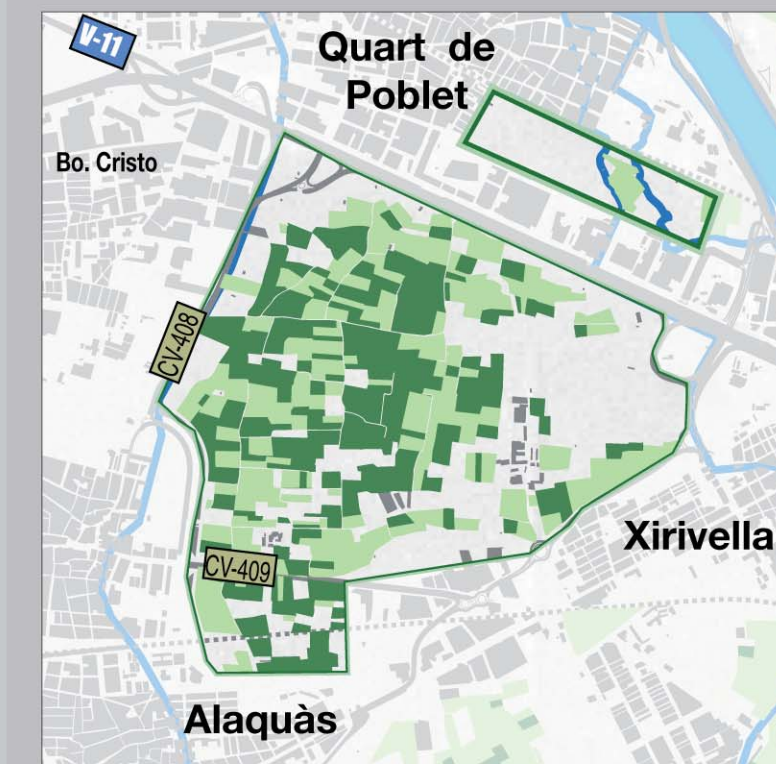 V-11
Quart de
Poblet
Bo. Cristo
CV-408
Xirivella
CV-409
Alaquàs